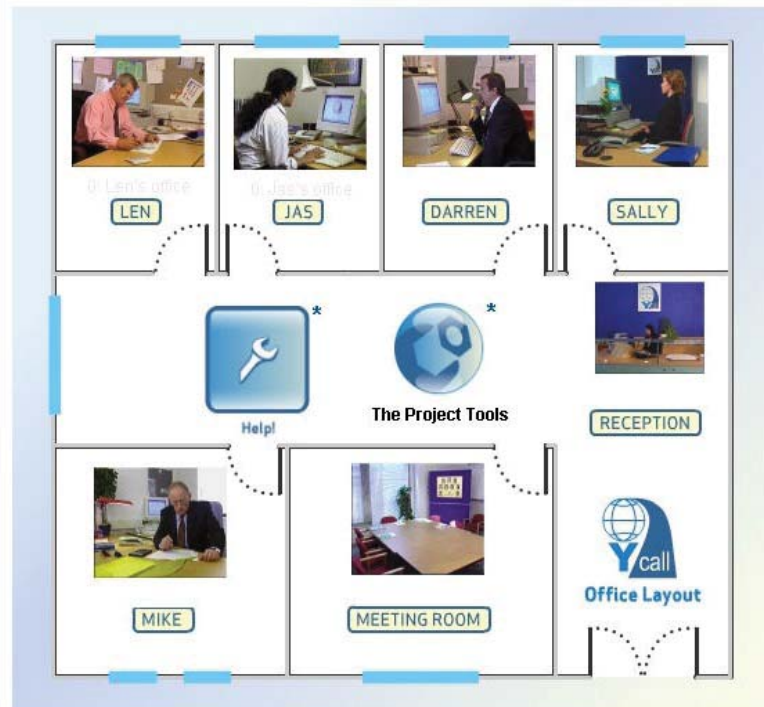 0: Len's office
0: Jas's office
LEN
JAS
DARREN
SALLY
*
*
Help!
The Project Tools
RECEPTION
Ycall
Office Layout
MIKE
MEETING ROOM